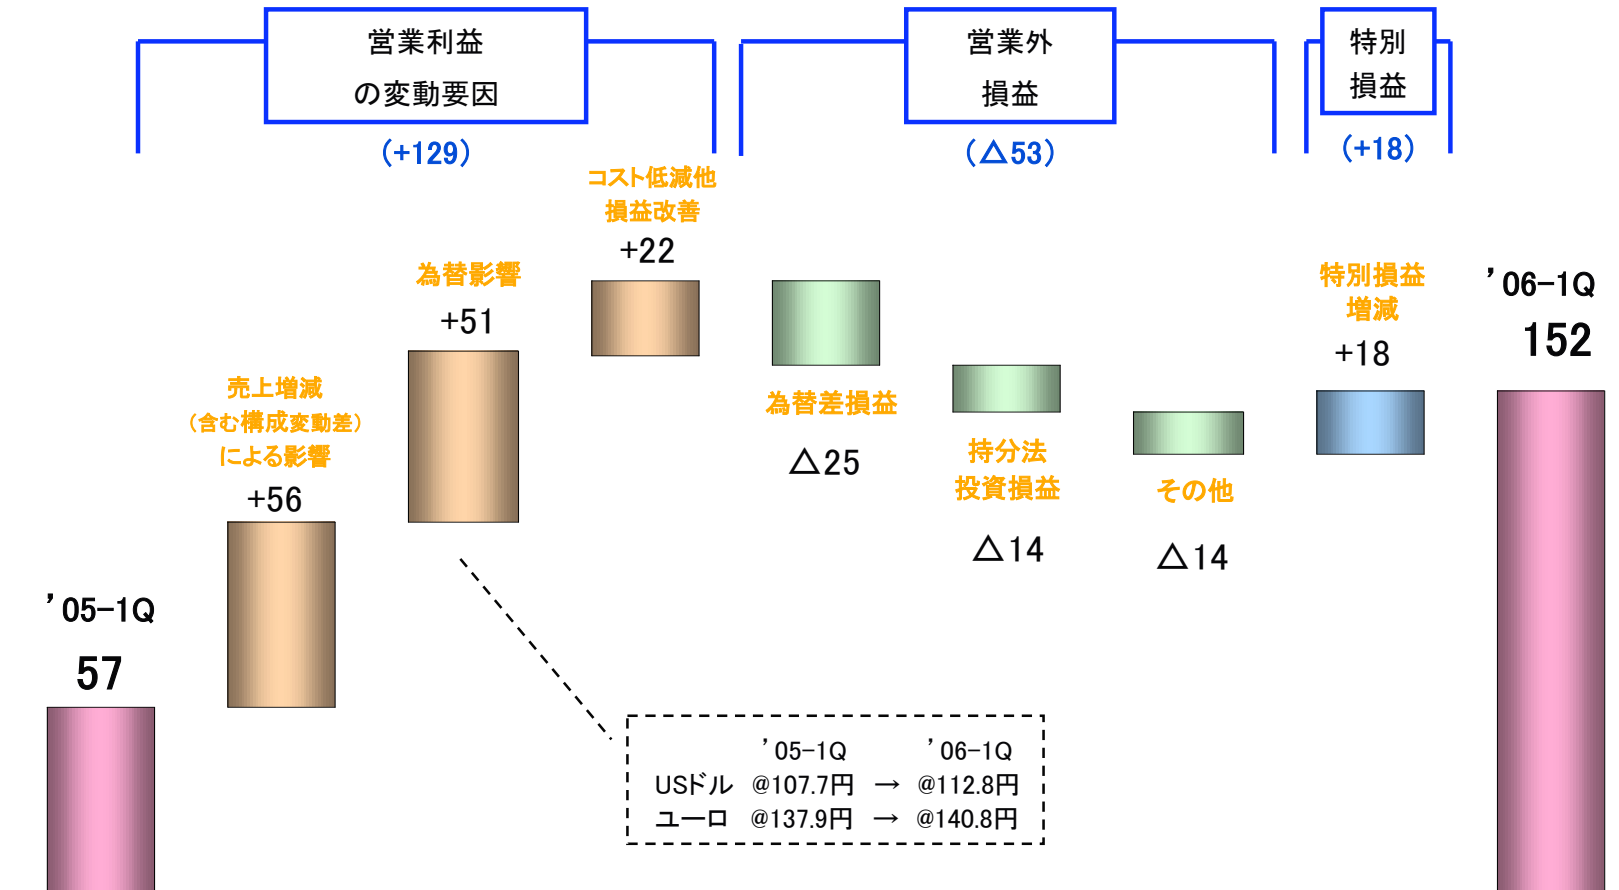 営業利益
の変動要因
(+129)
営業外
損益
(△53)
特別
損益
(+18)
コスト低減他
損益改善
+22
為替影響
+51
売上増減
(含む構成変動差)
による影響
+56
’05-1Q
57
為替差損益
△25
持分法
投資損益
△14
その他
△14
特別損益
増減
+18
’06-1Q
152
’05-1Q ’06-1Q
USドル @107.7円 → @112.8円
ユーロ @137.9円 → @140.8円